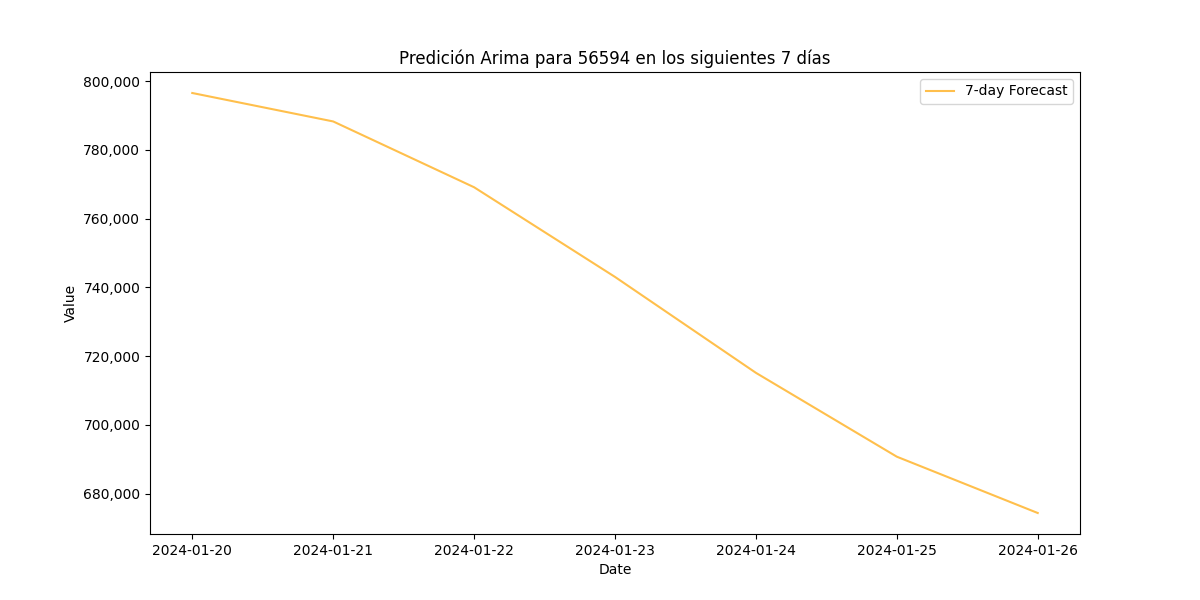 Predición Arima para 56594 en los siguientes 7 días
7-day Forecast
800,000
780,000
760,000
740,000
720,000
700,000
680,000
Value
2024-01-20 2024-01-21 2024-01-22 2024-01-23 2024-01-24 2024-01-25 2024-01-26
Date